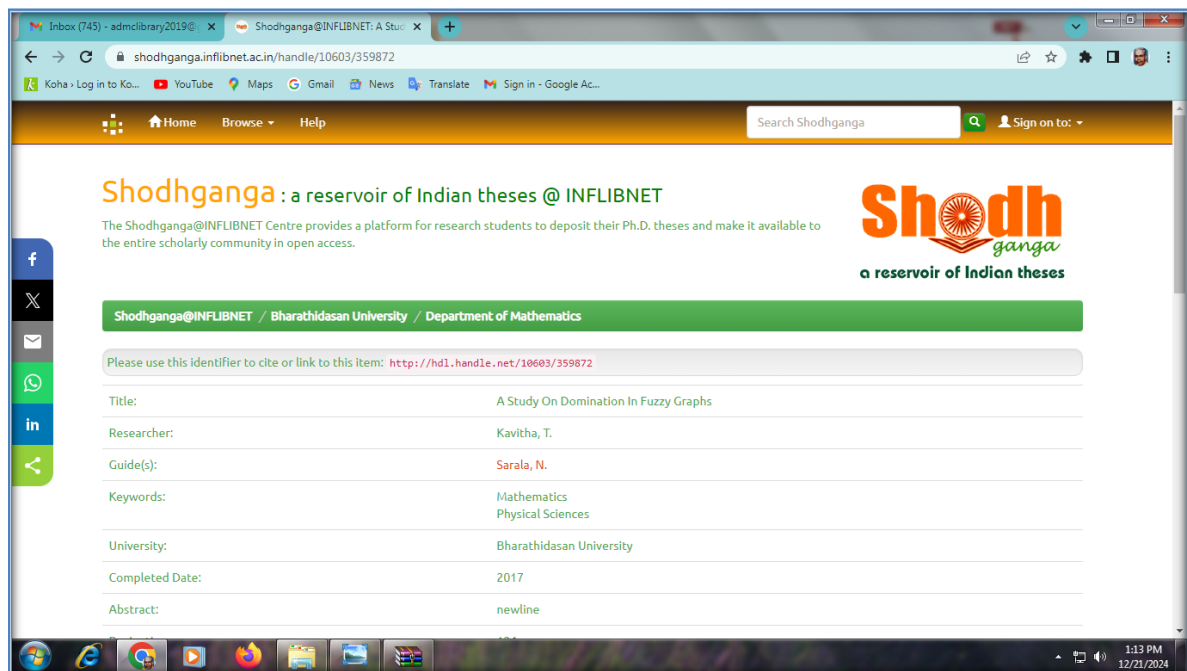 Inbox (745) - admclibrary2019@
Shodhganga@INFLIBNET: A Stud
shodhganga.inflibnet.ac.in/handle/10603/359872
Koha › Log in to Ko... YouTube Maps Gmail News Translate Sign in - Google Ac...
Home Browse Help
Search Shodhganga
Sign on to:
Shodhganga : a reservoir of Indian theses @ INFLIBNET
The Shodhganga@INFLIBNET Centre provides a platform for research students to deposit their Ph.D. theses and make it available to
the entire scholarly community in open access.
Shodh
ganga
a reservoir of Indian theses
Shodhganga@INFLIBNET / Bharathidasan University / Department of Mathematics
Please use this identifier to cite or link to this item: http://hdl.handle.net/10603/359872
Title: A Study On Domination In Fuzzy Graphs
Researcher: Kavitha, T.
Guide(s): Sarala, N.
Keywords: Mathematics
Physical Sciences
University: Bharathidasan University
Completed Date: 2017
Abstract: newline
1:13 PM
12/21/2024